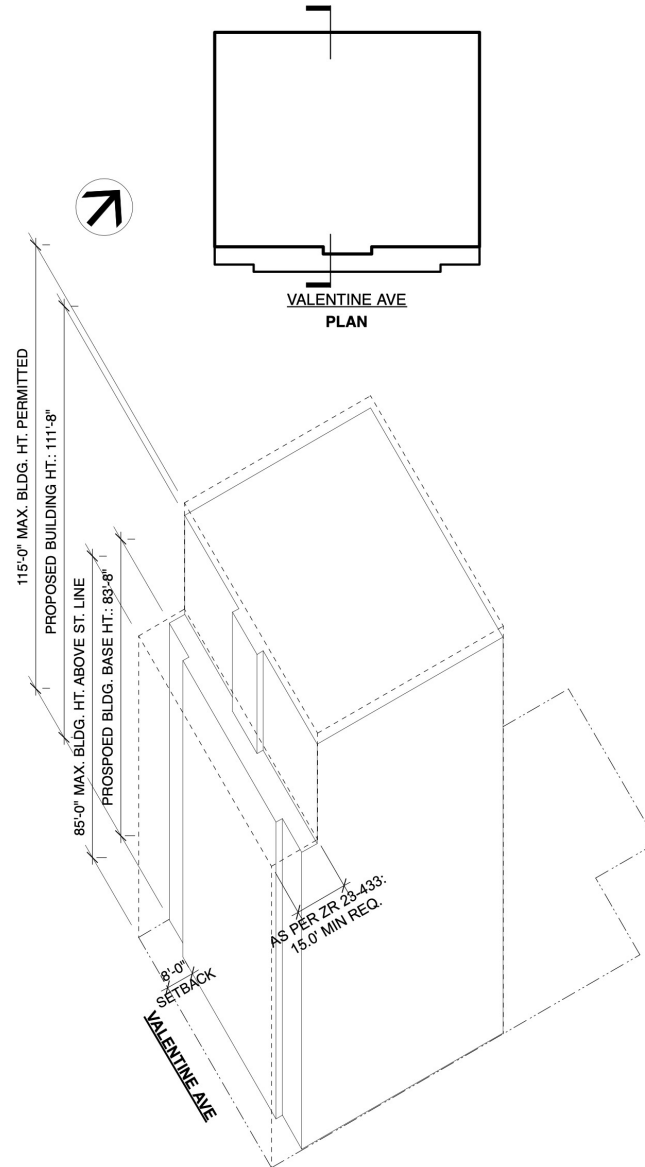 VALENTINE AVE
PLAN
115'-0" MAX. BLDG. HT. PERMITTED
PROPOSED BUILDING HT.: 111'-8"
85'-0" MAX. BLDG. HT. ABOVE ST. LINE
PROSPOED BLDG. BASE HT.: 83'-8"
AS PER ZR 23-433:
15.0' MIN REQ.
8'-0"
SETBACK
VALENTINE AVE